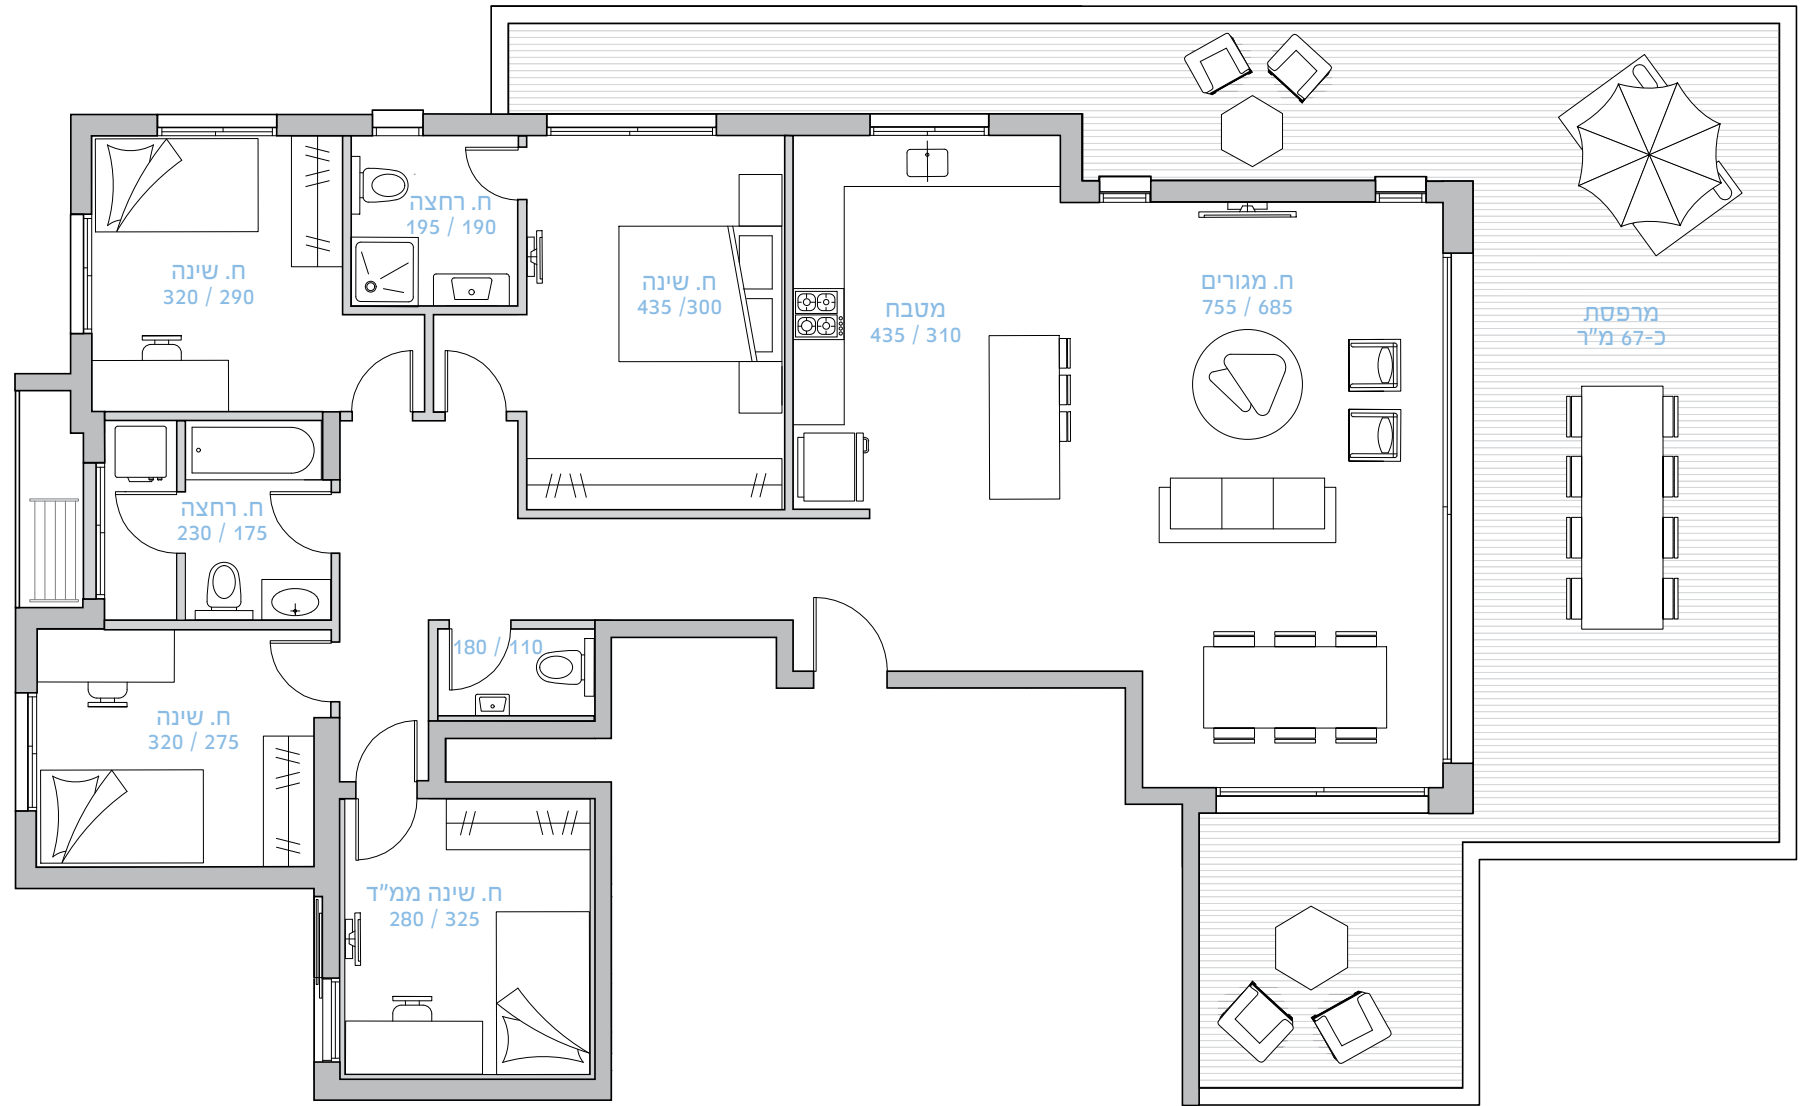 ח. רחצה
195 / 190
ח. שינה
320 / 290
ח. שינה
435 /300
ח. מגורים
755 / 685
מטבח
435 / 310
מרפסת
כ-67 מ"ר
ח. רחצה
230 / 175
180 / 110
ח. שינה
320 / 275
ח. שינה ממ"ד
280 / 325